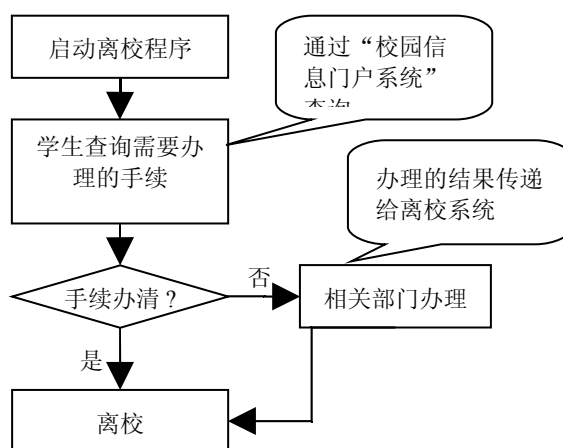 启动离校程序
通过“校园信
息门户系统”
学生查询需要办
理的手续
办理的结果传递
给离校系统
手续办清？
否
相关部门办理
是
离校